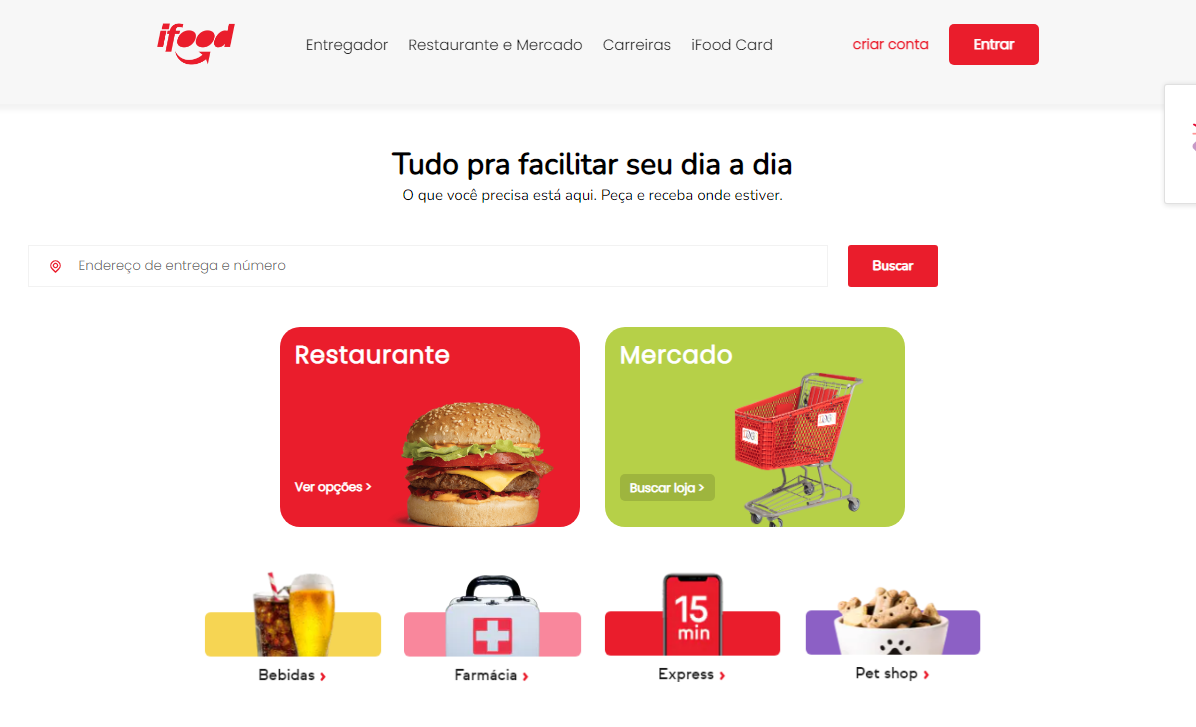 ifood
Entregador Restaurante e Mercado Carreiras iFood Card criar conta Entrar
Tudo pra facilitar seu dia a dia
O que você precisa está aqui. Peça e receba onde estiver.
Endereço de entrega e número Buscar
Restaurante
Ver opções >
Mercado
Buscar loja >
15
min
Bebidas >
Farmácia >
Express >
Pet shop >